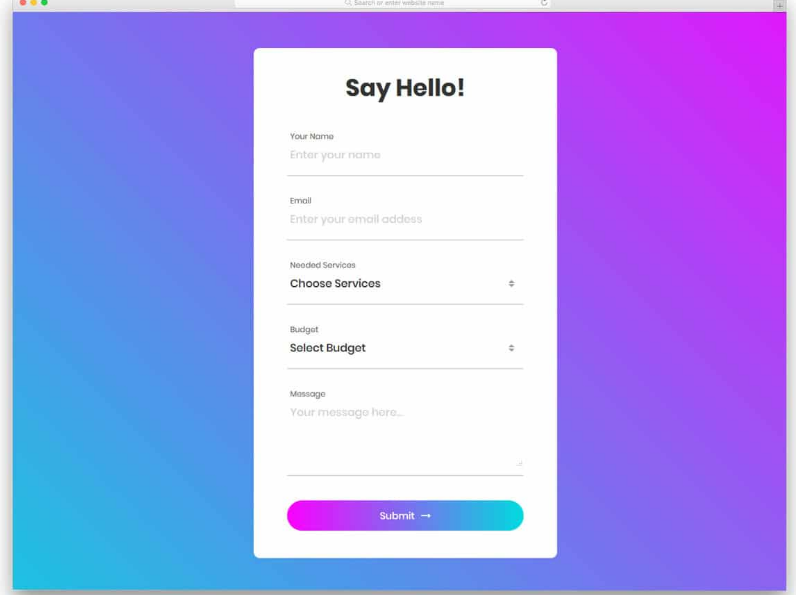 Search or enter website name
Say Hello!
Your Name
Enter your name
Email
Enter your email addess
Needed Services
Choose Services
Budget
Select Budget
Message
Your message here...
Submit →